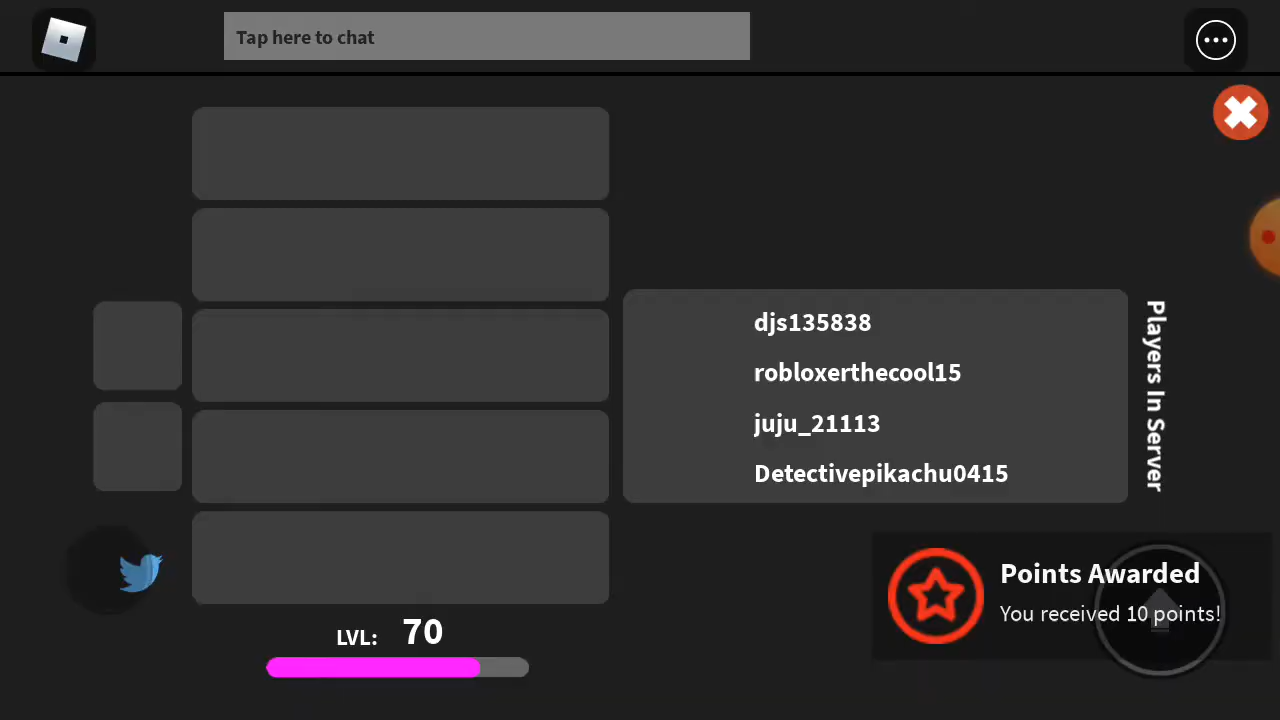 Tap here to chat
djs135838
robloxerthecool15
juju_21113
Detectivepikachu0415
Players In Server
Points Awarded
You received 10 points!
LVL: 70